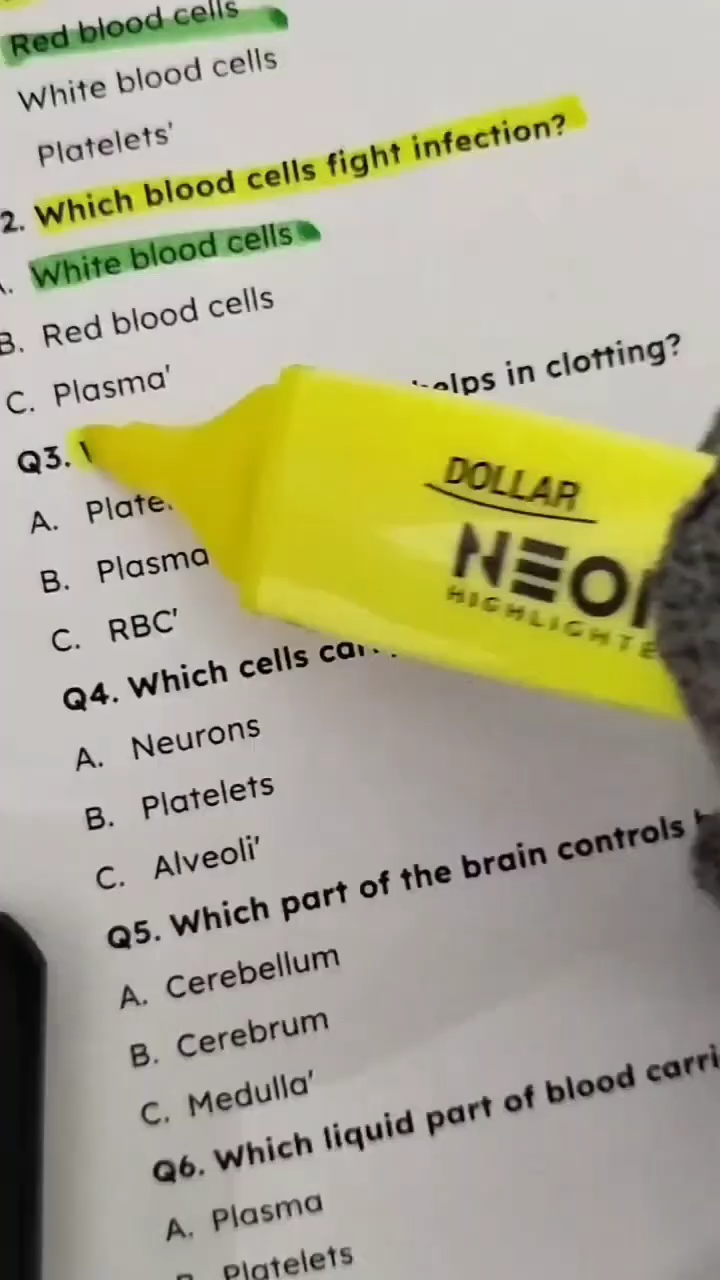 Red blood cells
White blood cells
Platelets'
2. Which blood cells fight infection?
White blood cells
B. Red blood cells
C. Plasma'
Q3. helps in clotting?
A. Plate
B. Plasma
C. RBC'
Q4. Which cells
A. Neurons
B. Platelets
C. Alveoli'
Q5. Which part of the brain controls
A. Cerebellum
B. Cerebrum
C. Medulla'
Q6. Which liquid part of blood carri
A. Plasma
Platelets
DOLLAR
NEO
HIGHLIGHTE